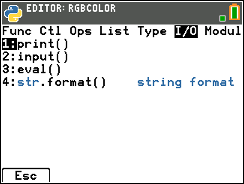 EDITOR: RGBCOLOR
Func Ctl Ops List Type I/O Modul
1:print()
2:input()
3:eval()
4:str.format() string format
Esc